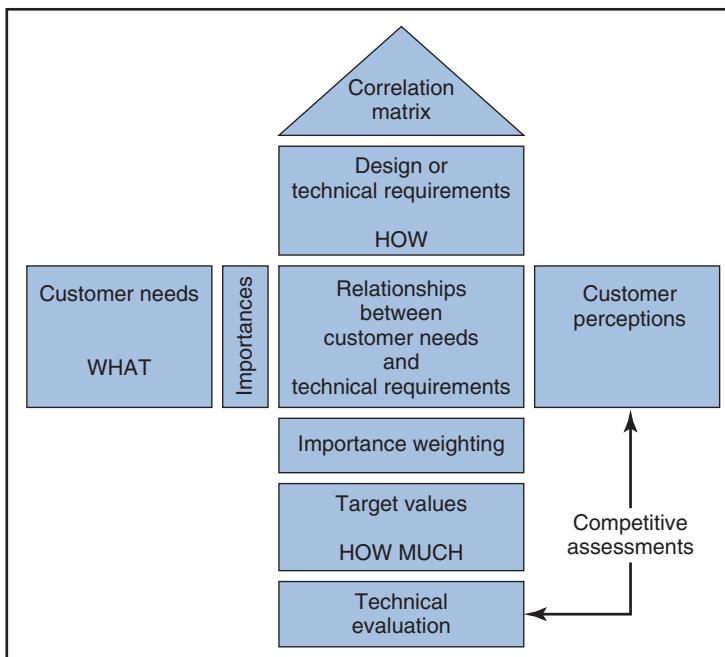 Correlation
matrix
Design or
technical requirements
HOW
Customer needs
WHAT
Importances
Relationships
between
customer needs
and
technical requirements
Customer
perceptions
Importance weighting
Target values
HOW MUCH
Competitive
assessments
Technical
evaluation